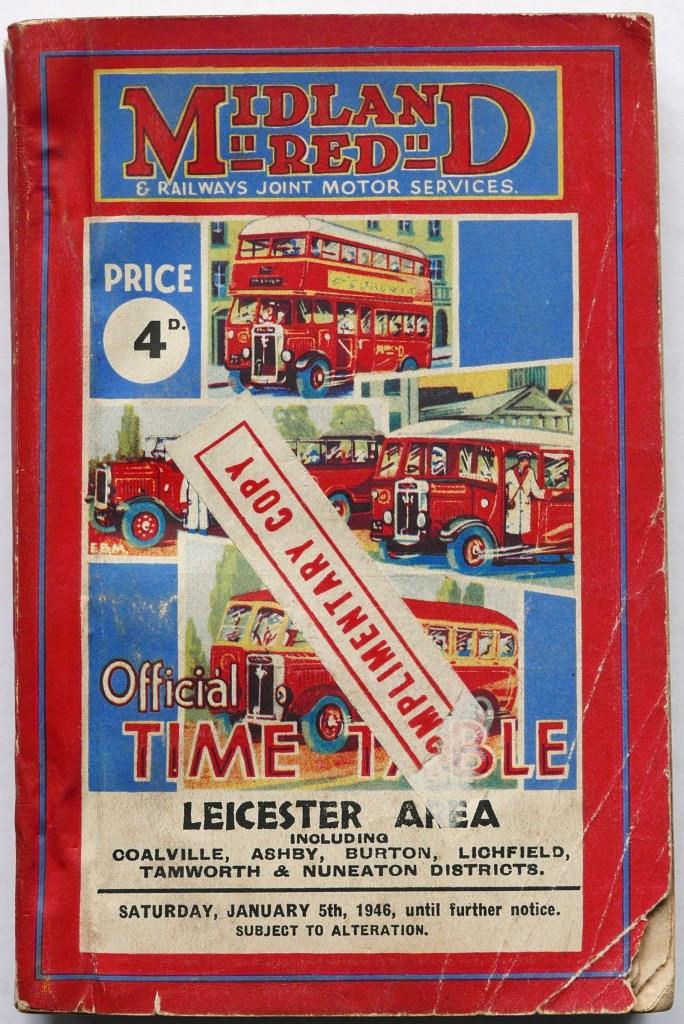 MIDLAND
"RED"
& RAILWAYS JOINT MOTOR SERVICES.
PRICE
4D.
COMPLIMENTARY COPY
E.B.M.
Official
TIME TABLE
LEICESTER AREA
INCLUDING
COALVILLE, ASHBY, BURTON, LICHFIELD,
TAMWORTH & NUNEATON DISTRICTS.
SATURDAY, JANUARY 5th, 1946, until further notice.
SUBJECT TO ALTERATION.